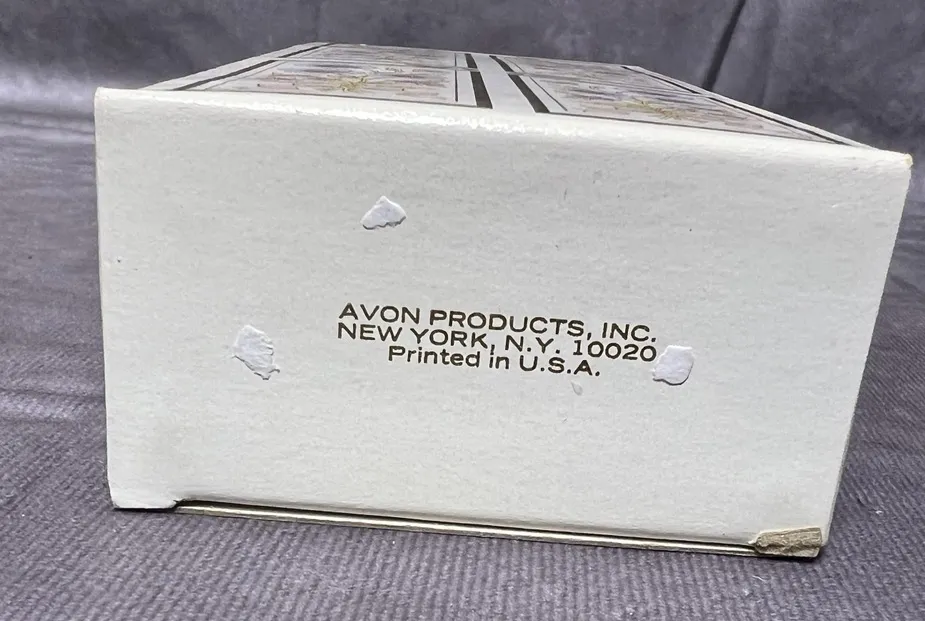 AVON PRODUCTS, INC.
NEW YORK, N.Y. 10020
Printed in U.S.A.